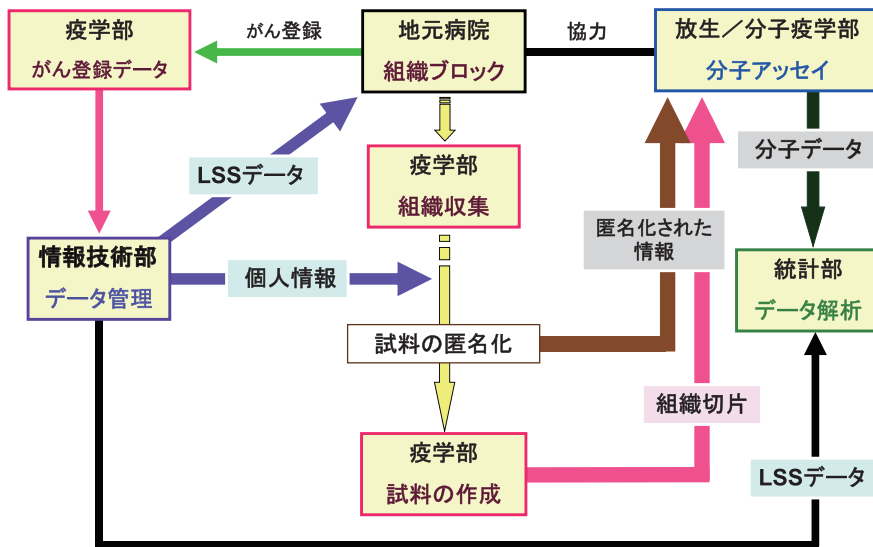 疫学部
がん登録データ
がん登録
地元病院
組織ブロック
協力
放生／分子疫学部
分子アッセイ
LSSデータ
疫学部
組織収集
分子データ
匿名化された
情報
情報技術部
データ管理
個人情報
統計部
データ解析
試料の匿名化
組織切片
疫学部
試料の作成
LSSデータ